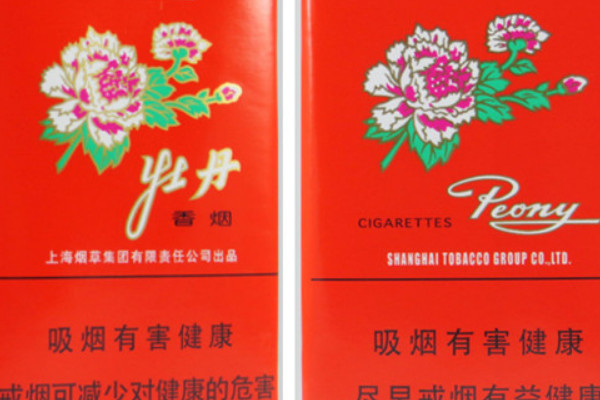 牡丹
香烟
上海烟草集团有限责任公司出品
吸烟有害健康
戒烟可减少对健康的危害
Peony
CIGARETTES
SHANGHAI TOBACCO GROUP CO.,LTD.
吸烟有害健康
尽早戒烟有益健康